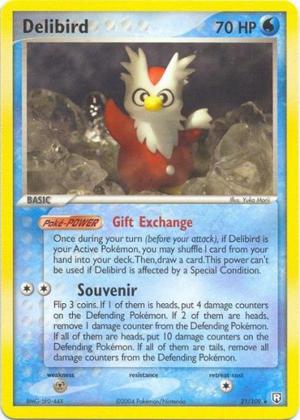 Delibird
70 HP
BASIC
Illus. Yuka Morii
Poké-POWER Gift Exchange
Once during your turn (before your attack), if Delibird is
your Active Pokémon, you may shuffle 1 card from your
hand into your deck. Then, draw a card. This power can't
be used if Delibird is affected by a Special Condition.
Souvenir
Flip 3 coins. If 1 of them is heads, put 4 damage counters
on the Defending Pokémon. If 2 of them are heads,
remove 1 damage counter from the Defending Pokémon.
If all of them are heads, put 10 damage counters on
the Defending Pokémon. If all of them are tails, remove
8 damage counters from the Defending Pokémon.
weakness
resistance
retreat cost
©2004 Pokémon/Nintendo
21/109
R